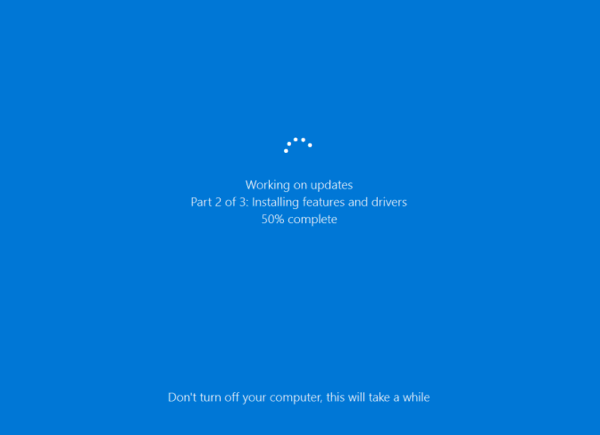 Working on updates
Part 2 of 3: Installing features and drivers
50% complete
Don't turn off your computer, this will take a while